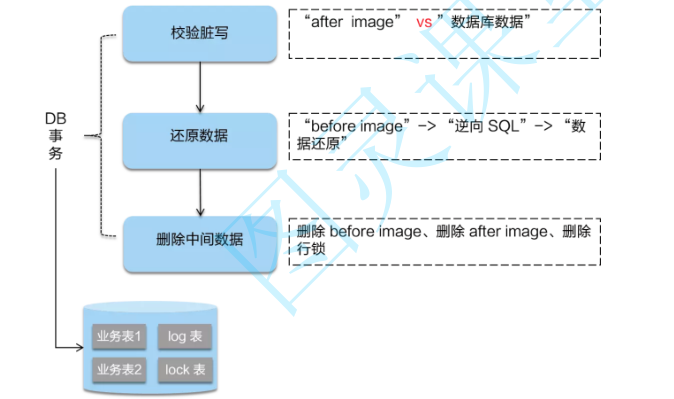 校验脏写
“after image” vs ”数据库数据”
DB
事
务
还原数据
“before image”–> “逆向 SQL”–> “数
据还原”
删除中间数据
删除 before image、删除 after image、删除
行锁
业务表1
log 表
业务表2
lock 表
图灵课堂